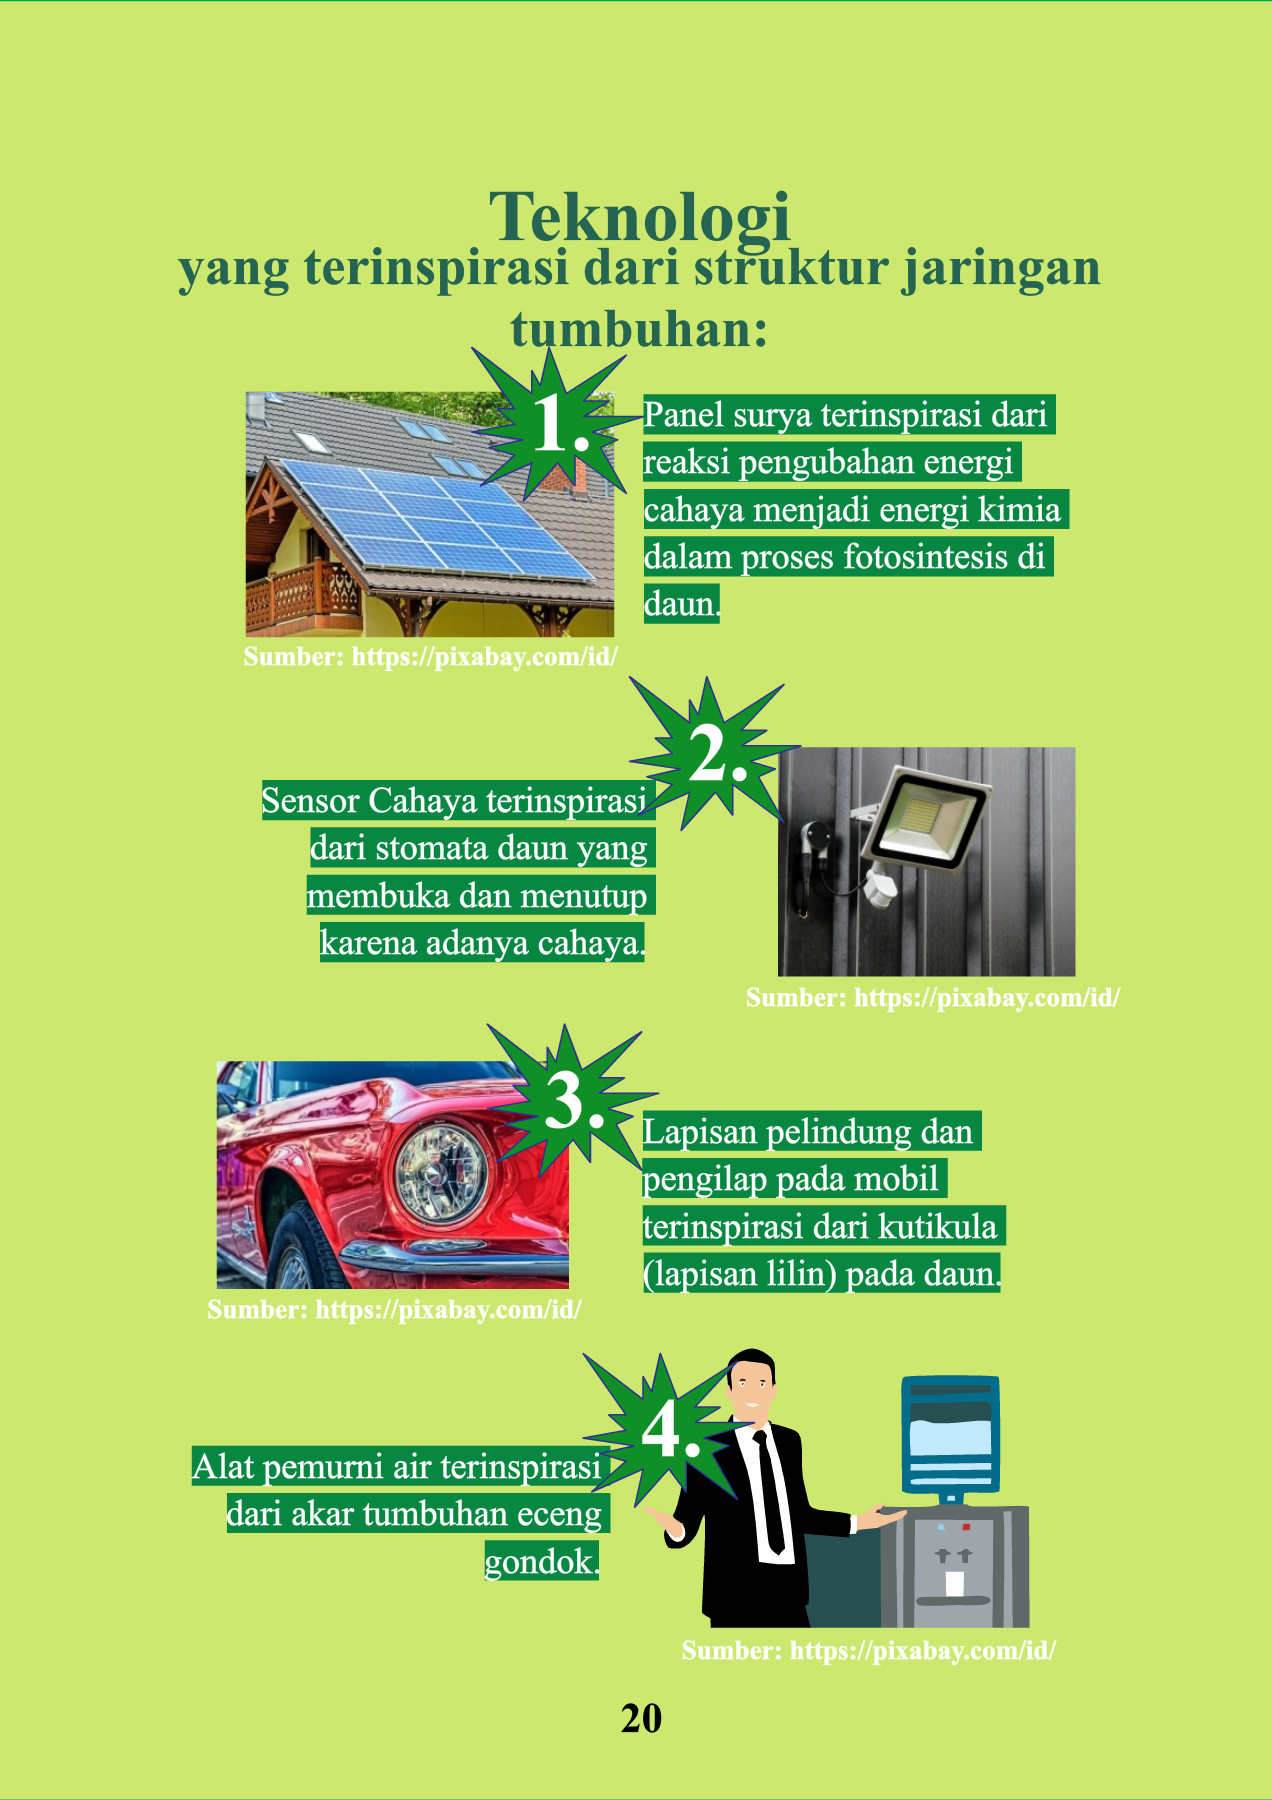 Teknologi
yang terinspirasi dari struktur jaringan
tumbuhan:
1.
Panel surya terinspirasi dari
reaksi pengubahan energi
cahaya menjadi energi kimia
dalam proses fotosintesis di
daun.
Sumber: https://pixabay.com/id/
2.
Sensor Cahaya terinspirasi
dari stomata daun yang
membuka dan menutup
karena adanya cahaya.
Sumber: https://pixabay.com/id/
3.
Lapisan pelindung dan
pengilap pada mobil
terinspirasi dari kutikula
(lapisan lilin) pada daun.
Sumber: https://pixabay.com/id/
4.
Alat pemurni air terinspirasi
dari akar tumbuhan eceng
gondok.
Sumber: https://pixabay.com/id/
20